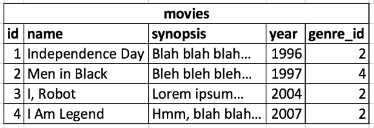 movies
id name synopsis year genre_id
1 Independence Day Blah blah blah... 1996 2
2 Men in Black Bleh bleh bleh... 1997 4
3 I, Robot Lorem ipsum... 2004 2
4 I Am Legend Hmm, blah blah... 2007 2